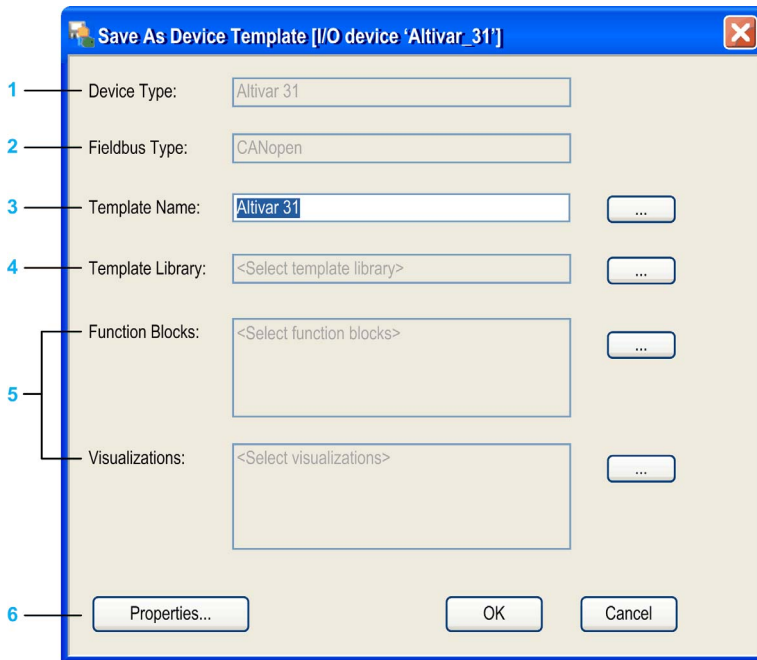 Save As Device Template [I/O device ‘Altivar_31’]
1 Device Type: Altivar 31
2 Fieldbus Type: CANopen
3 Template Name: Altivar 31 ...
4 Template Library: <Select template library> ...
Function Blocks: <Select function blocks> ...
5
Visualizations: <Select visualizations> ...
6 Properties... OK Cancel